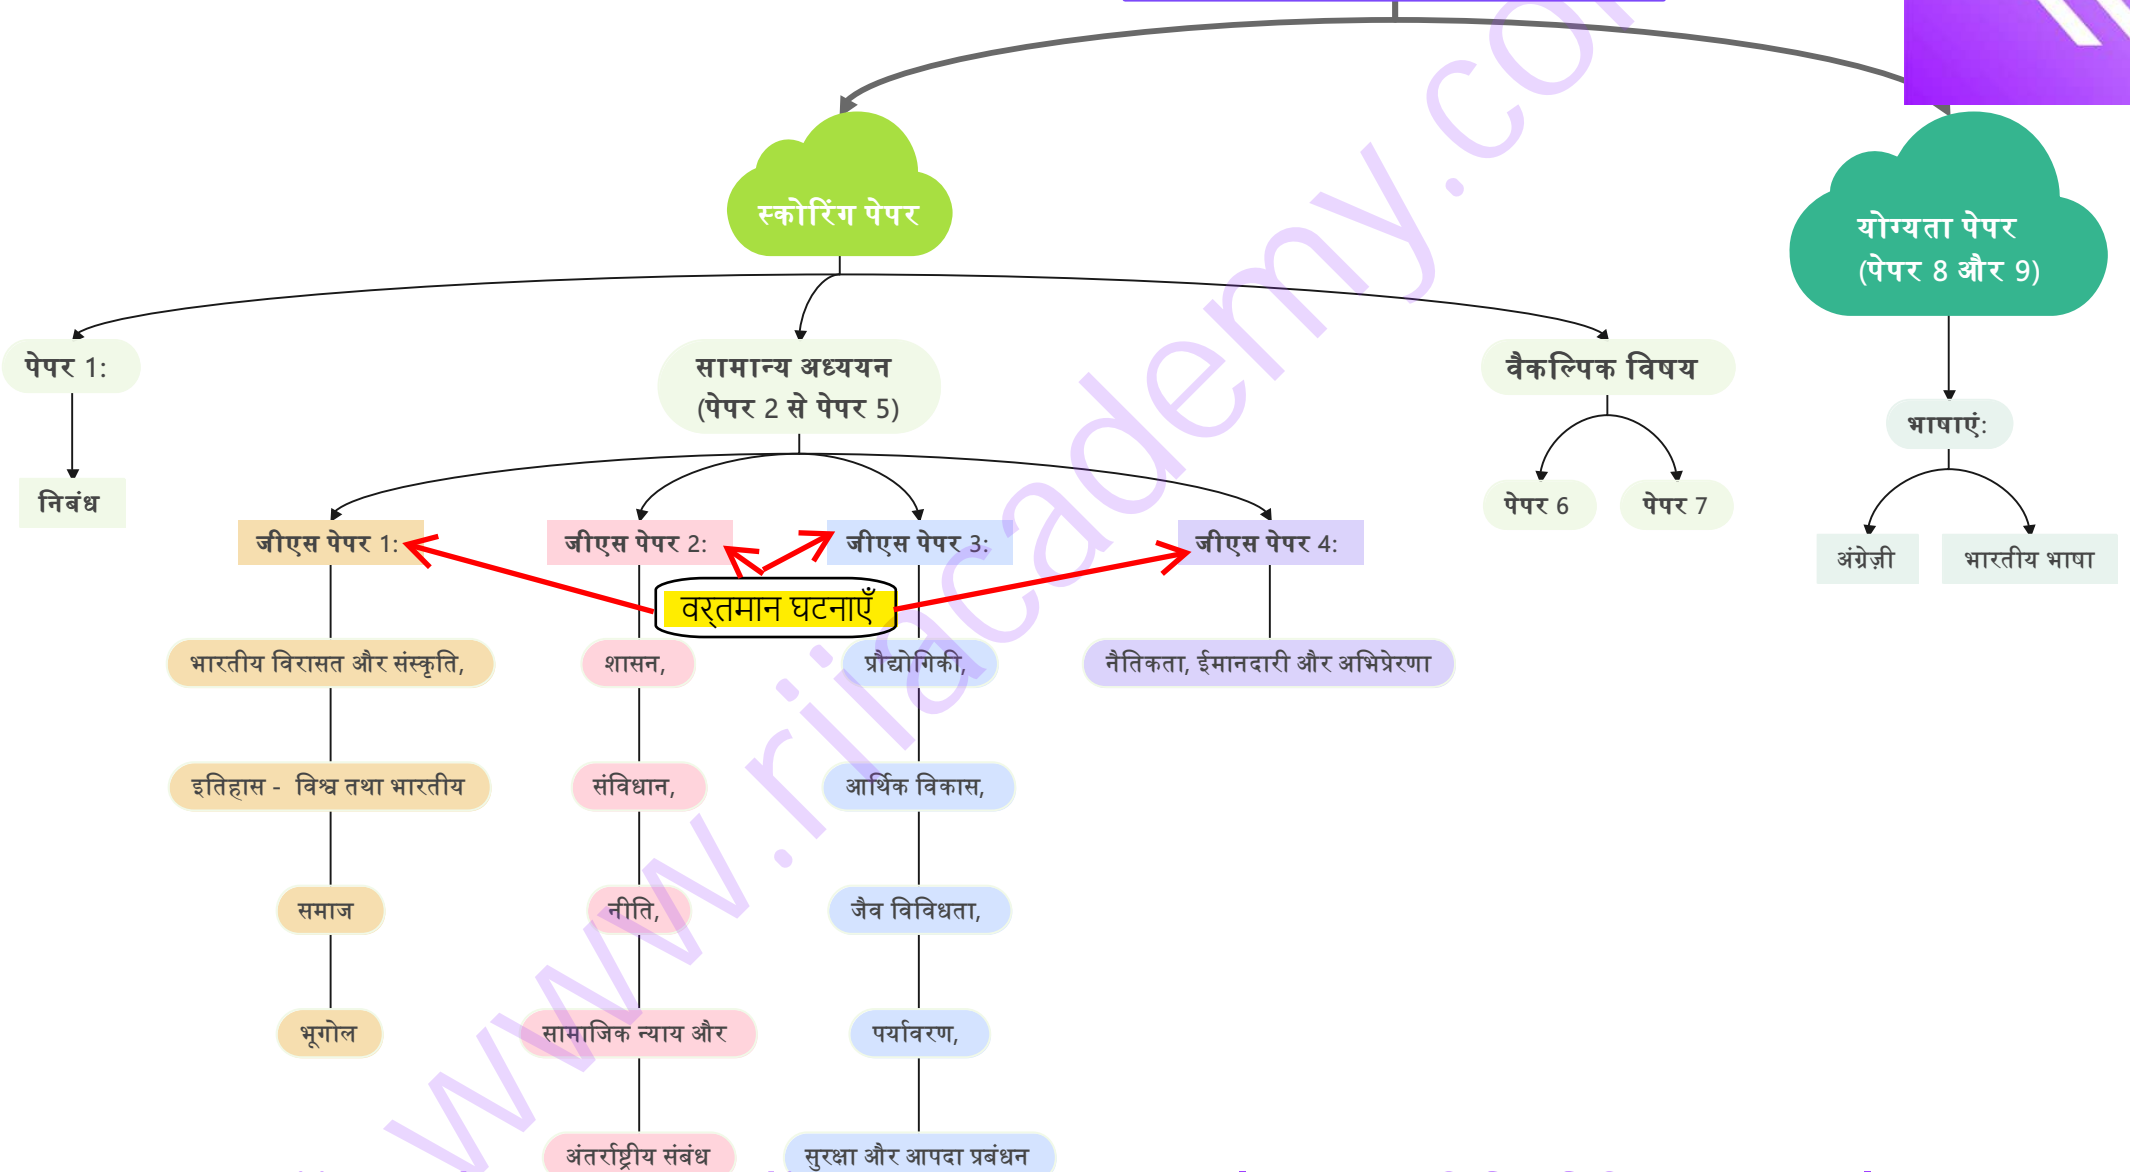 स्कोरिंग पेपर
योग्यता पेपर
(पेपर 8 और 9)
पेपर 1:
सामान्य अध्ययन
(पेपर 2 से पेपर 5)
वैकल्पिक विषय
भाषाएं:
निबंध
पेपर 6
पेपर 7
जीएस पेपर 1:
जीएस पेपर 2:
जीएस पेपर 3:
जीएस पेपर 4:
अंग्रेज़ी
भारतीय भाषा
वर्तमान घटनाएँ
भारतीय विरासत और संस्कृति,
शासन,
प्रौद्योगिकी,
नैतिकता, ईमानदारी और अभिप्रेरणा
इतिहास - विश्व तथा भारतीय
संविधान,
आर्थिक विकास,
समाज
नीति,
जैव विविधता,
भूगोल
सामाजिक न्याय और
पर्यावरण,
अंतर्राष्ट्रीय संबंध
सुरक्षा और आपदा प्रबंधन